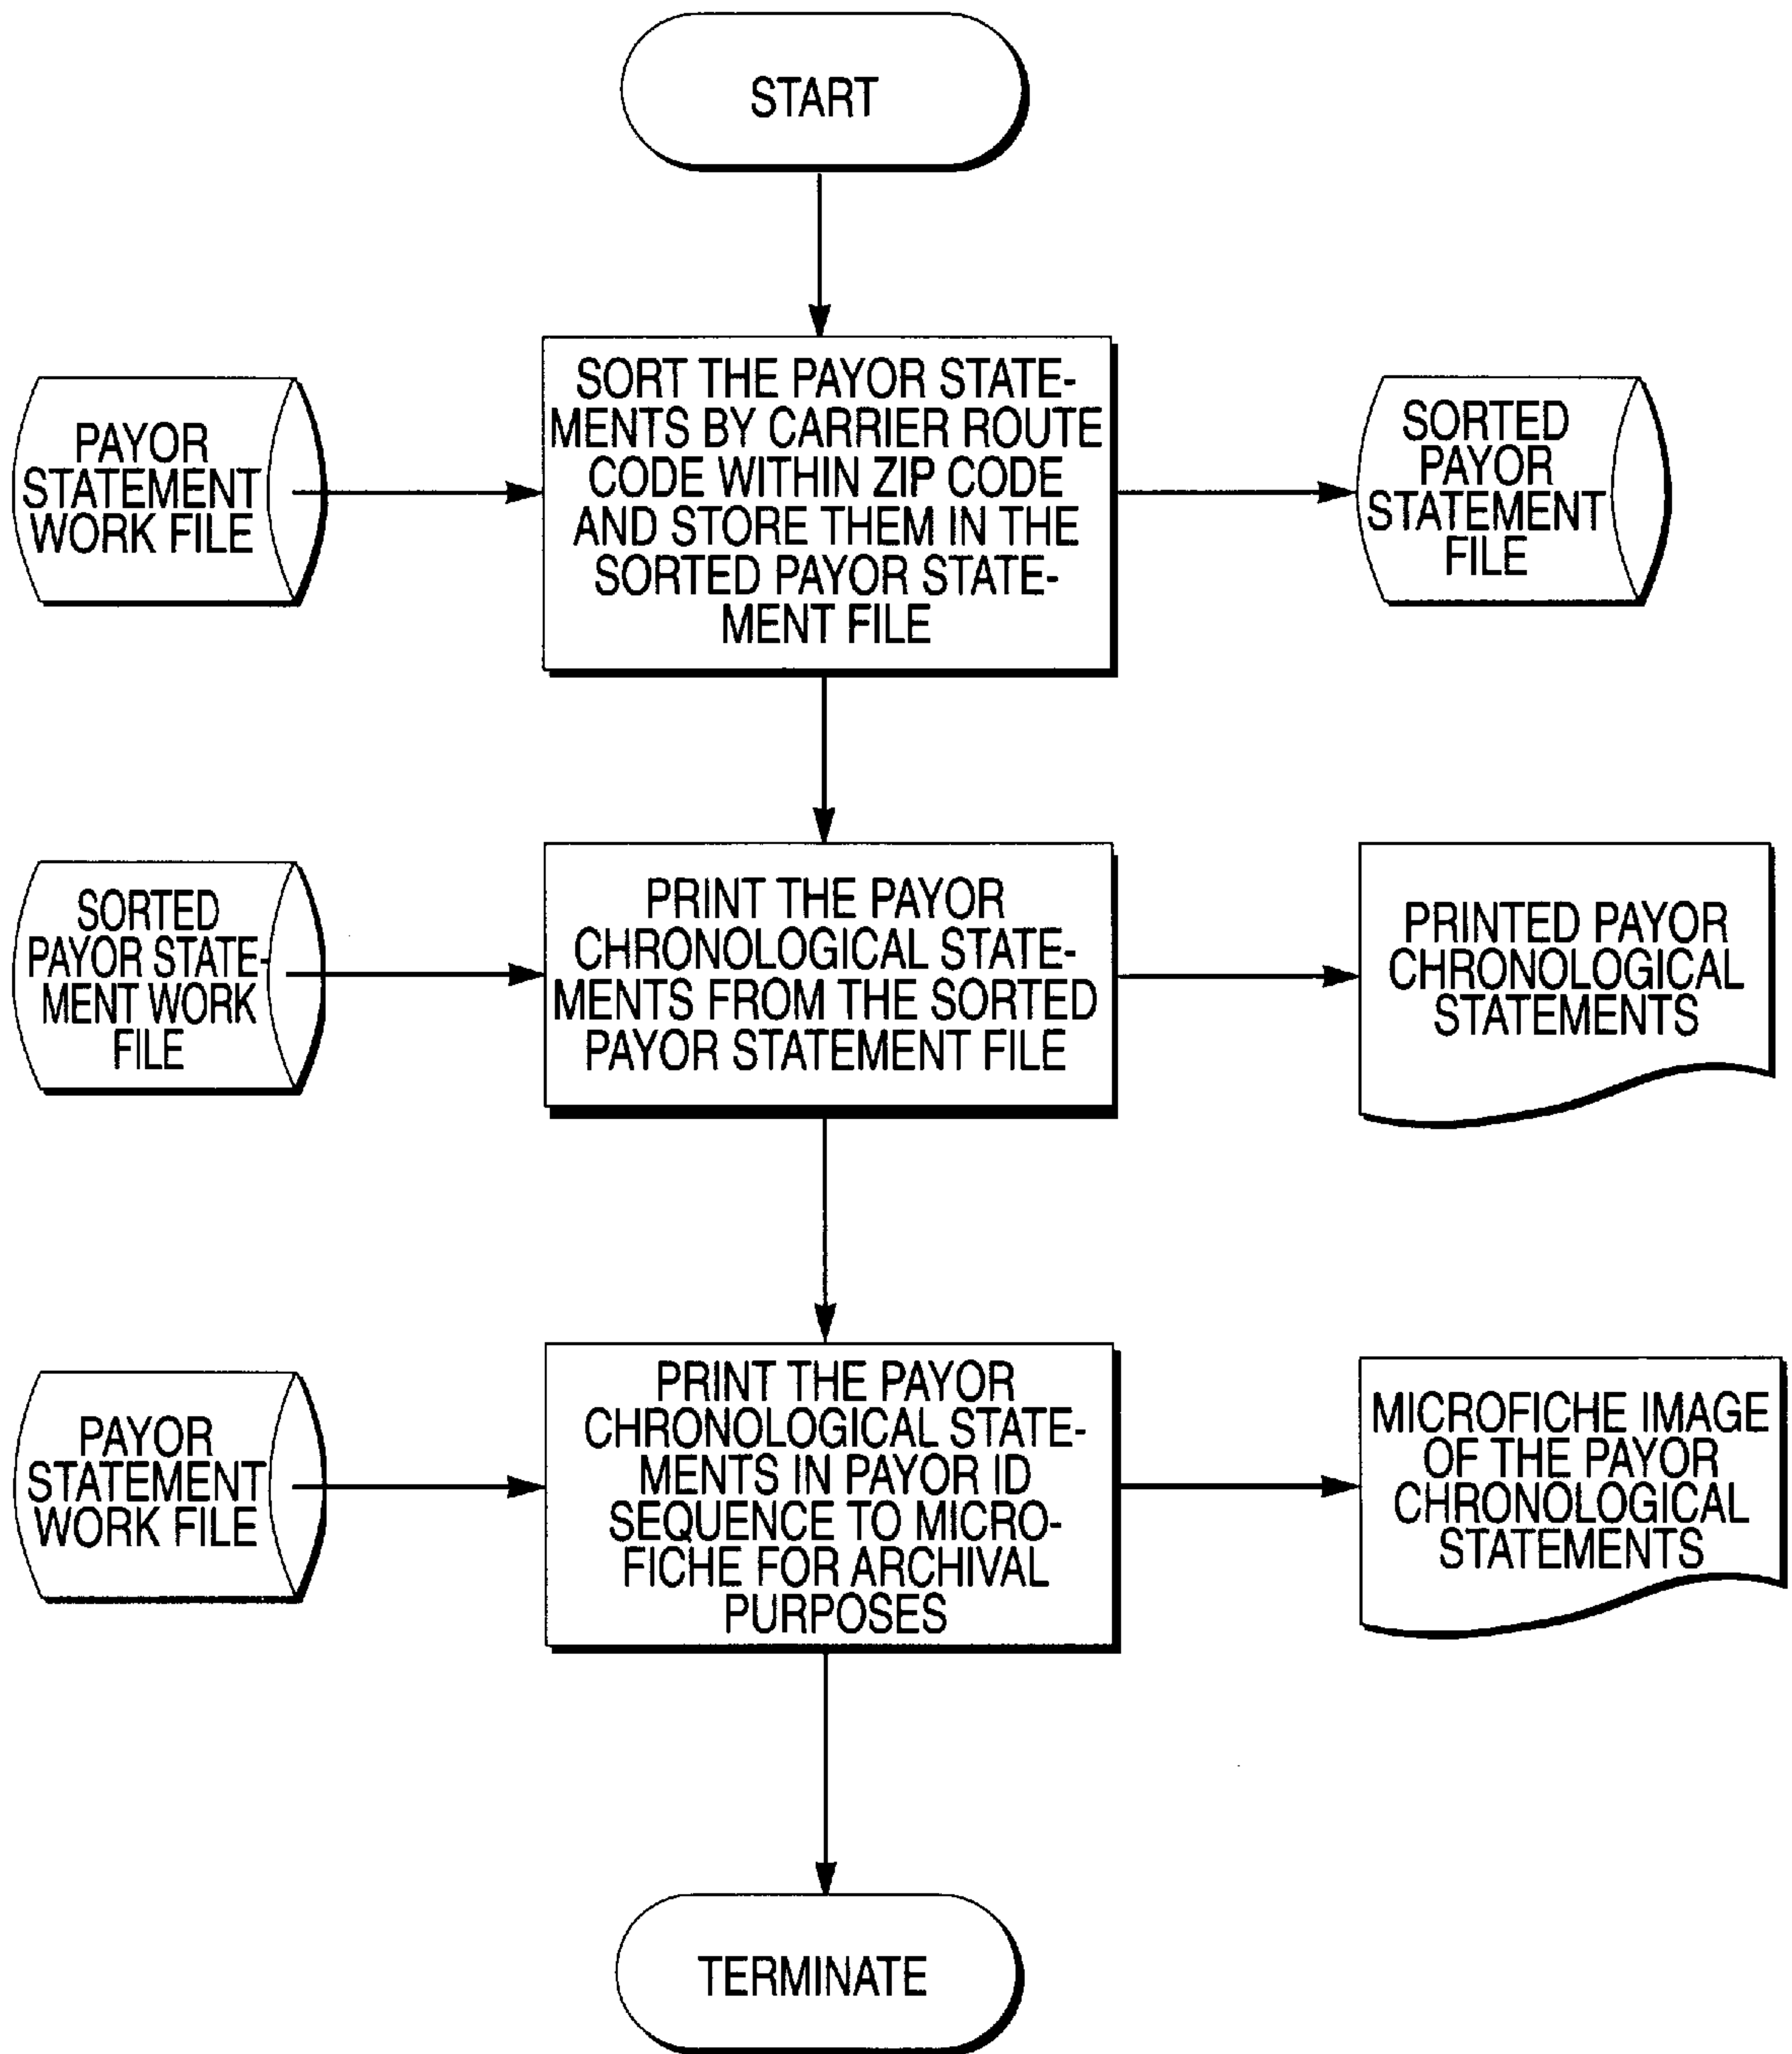 START
PAYOR
STATEMENT
WORK FILE
SORT THE PAYOR STATE-
MENTS BY CARRIER ROUTE
CODE WITHIN ZIP CODE
AND STORE THEM IN THE
SORTED PAYOR STATE-
MENT FILE
SORTED
PAYOR
STATEMENT
FILE
SORTED
PAYOR STATE-
MENT WORK
FILE
PRINT THE PAYOR
CHRONOLOGICAL STATE-
MENTS FROM THE SORTED
PAYOR STATEMENT FILE
PRINTED PAYOR
CHRONOLOGICAL
STATEMENTS
PAYOR
STATEMENT
WORK FILE
PRINT THE PAYOR
CHRONOLOGICAL STATE-
MENTS IN PAYOR ID
SEQUENCE TO MICRO-
FICHE FOR ARCHIVAL
PURPOSES
MICROFICHE IMAGE
OF THE PAYOR
CHRONOLOGICAL
STATEMENTS
TERMINATE